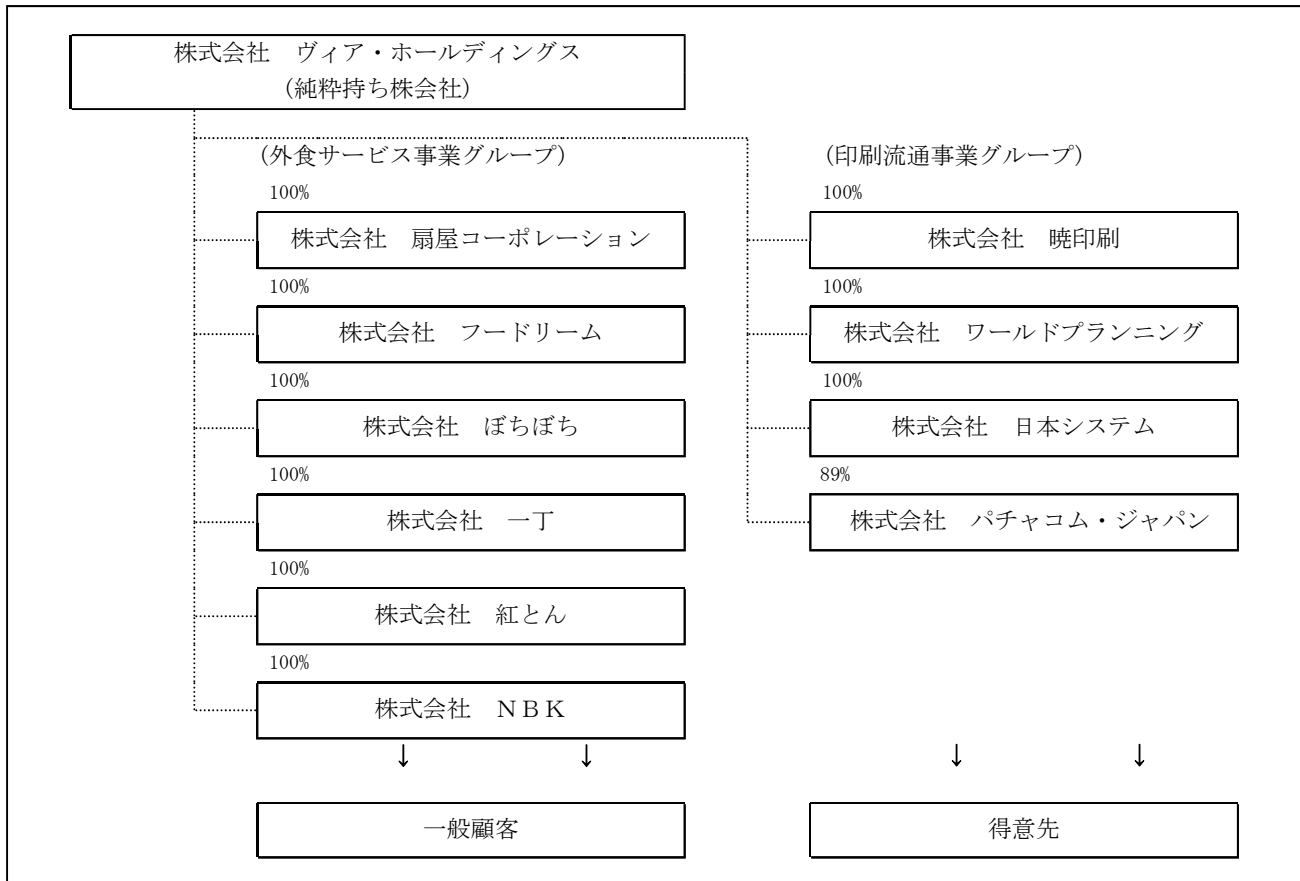 株式会社　ヴィア・ホールディングス
(純粋持ち株会社)
(外食サービス事業グループ)
100%
株式会社　扇屋コーポレーション
100%
株式会社　フードリーム
100%
株式会社　ぼちぼち
100%
株式会社　一丁
100%
株式会社　紅とん
100%
株式会社　ＮＢＫ
↓　↓
一般顧客
(印刷流通事業グループ)
100%
株式会社　暁印刷
100%
株式会社　ワールドプランニング
100%
株式会社　日本システム
89%
株式会社　パチャコム・ジャパン
↓　↓
得意先